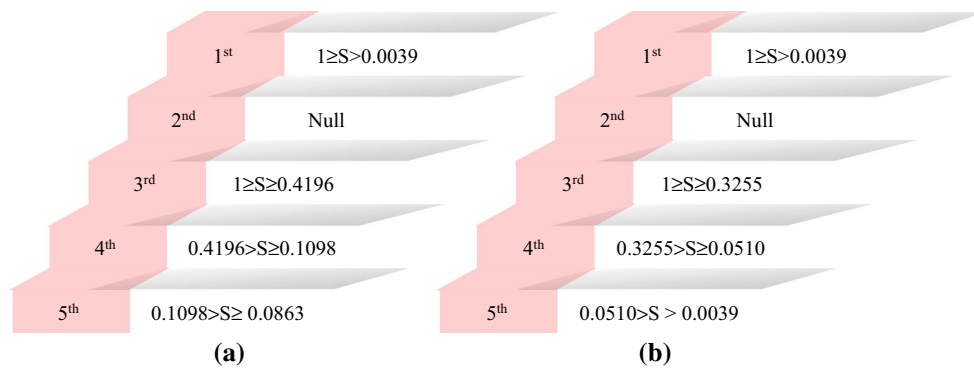 1st 1≥S>0.0039
2nd Null
3rd 1≥S≥0.4196
4th 0.4196>S≥0.1098
5th 0.1098>S≥ 0.0863
(a)
1st 1≥S>0.0039
2nd Null
3rd 1≥S≥0.3255
4th 0.3255>S≥0.0510
5th 0.0510>S > 0.0039
(b)